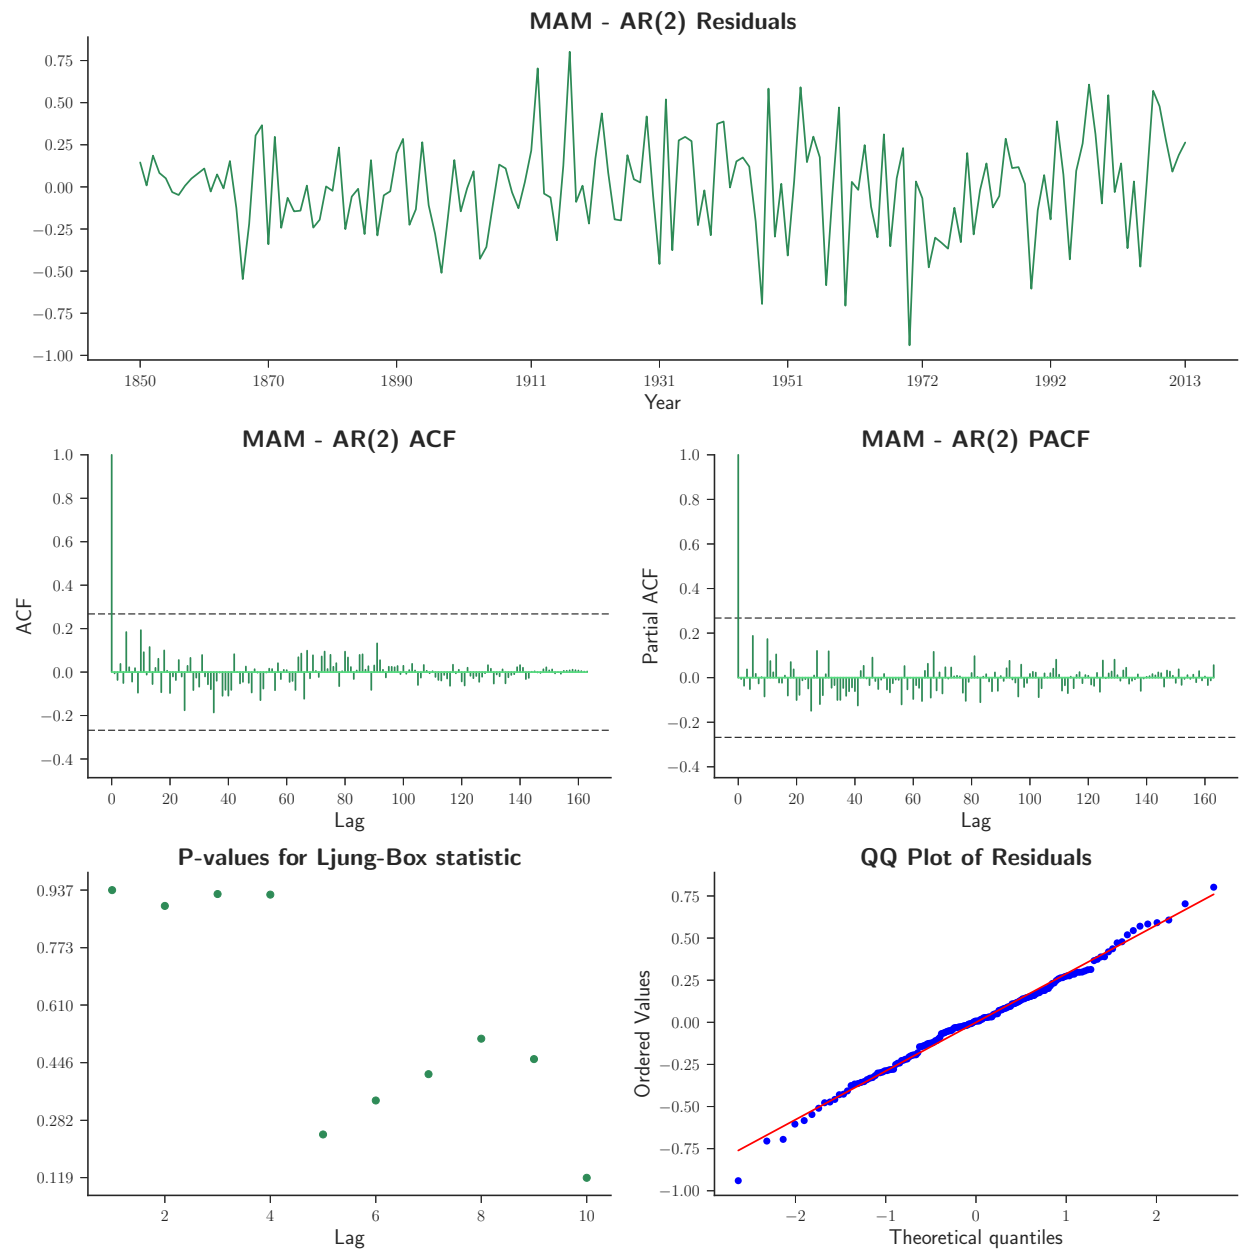 MAM - AR(2) Residuals
0.75
0.50
0.25
0.00
−0.25
−0.50
−0.75
−1.00
1850 1870 1890 1911 1931 1951 1972 1992 2013
Year
MAM - AR(2) ACF
ACF
1.0
0.8
0.6
0.4
0.2
0.0
−0.2
−0.4
0 20 40 60 80 100 120 140 160
Lag
MAM - AR(2) PACF
Partial ACF
1.0
0.8
0.6
0.4
0.2
0.0
−0.2
−0.4
0 20 40 60 80 100 120 140 160
Lag
P-values for Ljung-Box statistic
0.937
0.773
0.610
0.446
0.282
0.119
2 4 6 8 10
Lag
QQ Plot of Residuals
Ordered Values
0.75
0.50
0.25
0.00
−0.25
−0.50
−0.75
−1.00
−2 −1 0 1 2
Theoretical quantiles